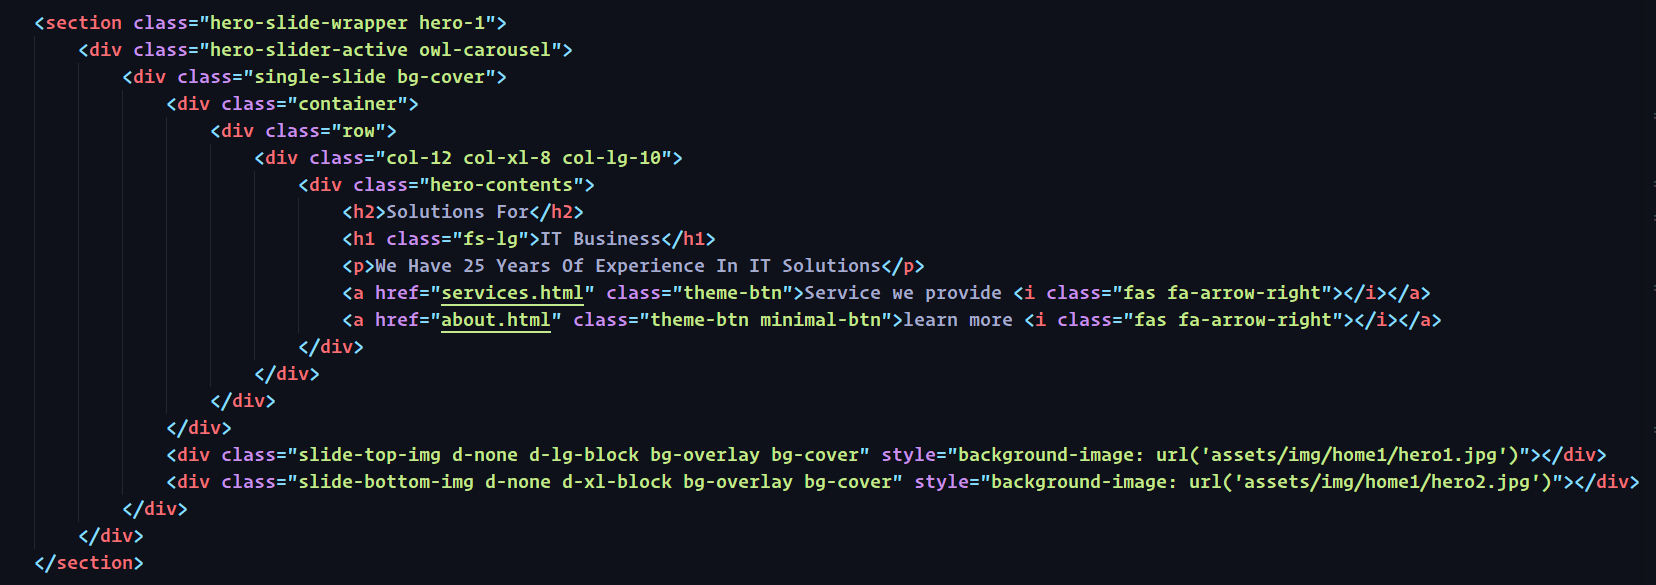 <section class="hero-slide-wrapper hero-1">
<div class="hero-slider-active owl-carousel">
<div class="single-slide bg-cover">
<div class="container">
<div class="row">
<div class="col-12 col-xl-8 col-lg-10">
<div class="hero-contents">
<h2>Solutions For</h2>
<h1 class="fs-lg">IT Business</h1>
<p>We Have 25 Years Of Experience In IT Solutions</p>
<a href="services.html" class="theme-btn">Service we provide <i class="fas fa-arrow-right"></i></a>
<a href="about.html" class="theme-btn minimal-btn">learn more <i class="fas fa-arrow-right"></i></a>
</div>
</div>
</div>
</div>
<div class="slide-top-img d-none d-lg-block bg-overlay bg-cover" style="background-image: url('assets/img/home1/hero1.jpg')"></div>
<div class="slide-bottom-img d-none d-xl-block bg-overlay bg-cover" style="background-image: url('assets/img/home1/hero2.jpg')"></div>
</div>
</div>
</section>